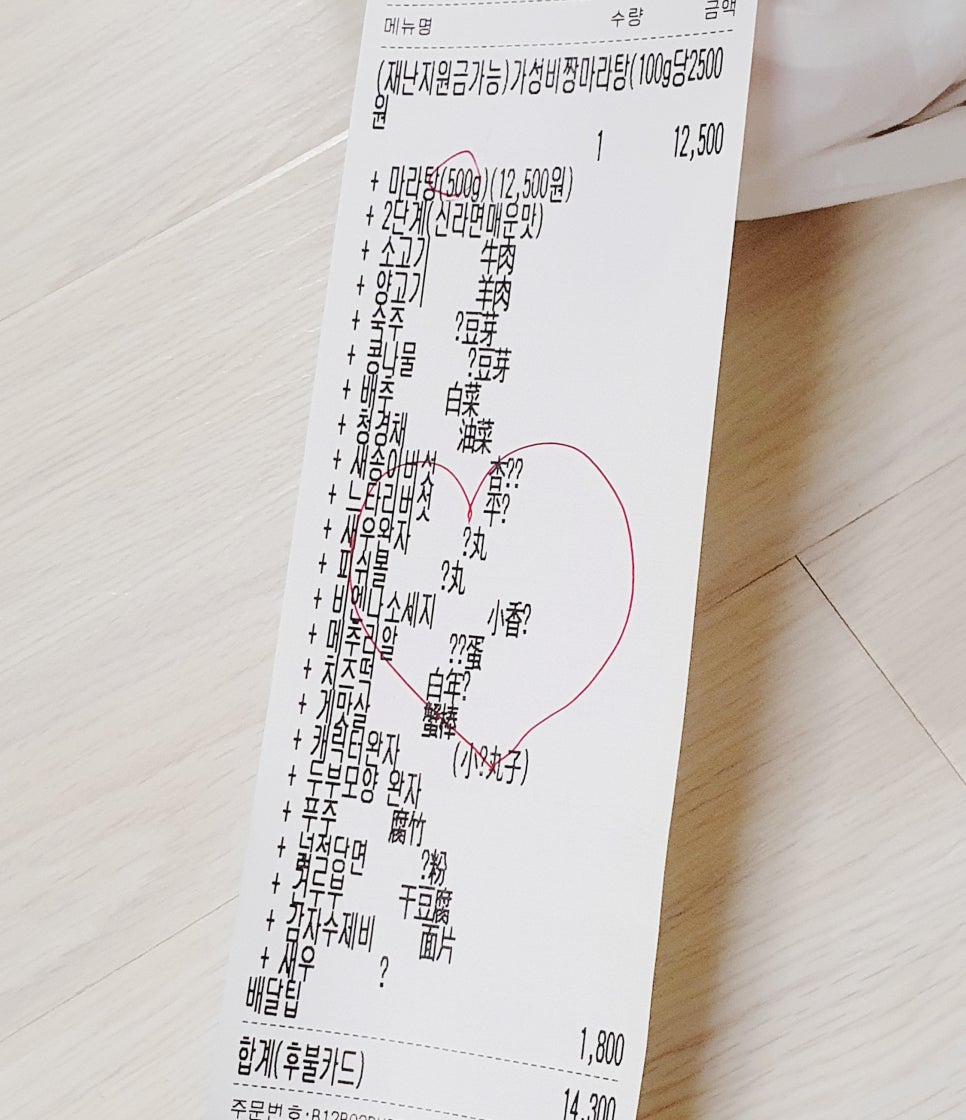 메뉴명 수량 금액
(재난지원금가능)가성비짱마라탕(100g당2500
원
1 12,500
+ 마라탕(500g)(12,500원)
+ 2단계(신라면매운맛)
+ 소고기 牛肉
+ 양고기 羊肉
+ 숙주 ?豆芽
+ 콩나물 ?豆芽
+ 배추 白菜
+ 청경채 油菜
+ 새송이버섯 杏??
+ 느타리버섯 平?
+ 새우완자 ?丸
+ 피쉬볼 ?丸
+ 비엔나소세지 小香?
+ 메추리알 ??蛋
+ 치즈떡 白年?
+ 게맛살 蟹棒
+ 캐릭터완자 (小?丸子)
+ 두부모양 완자
+ 푸주 腐竹
+ 넙적당면 ?粉
+ 건두부 干豆腐
+ 감자수제비 面片
+ 새우 ?
배달팁 1,800
합계(후불카드) 14,300
주문번호: